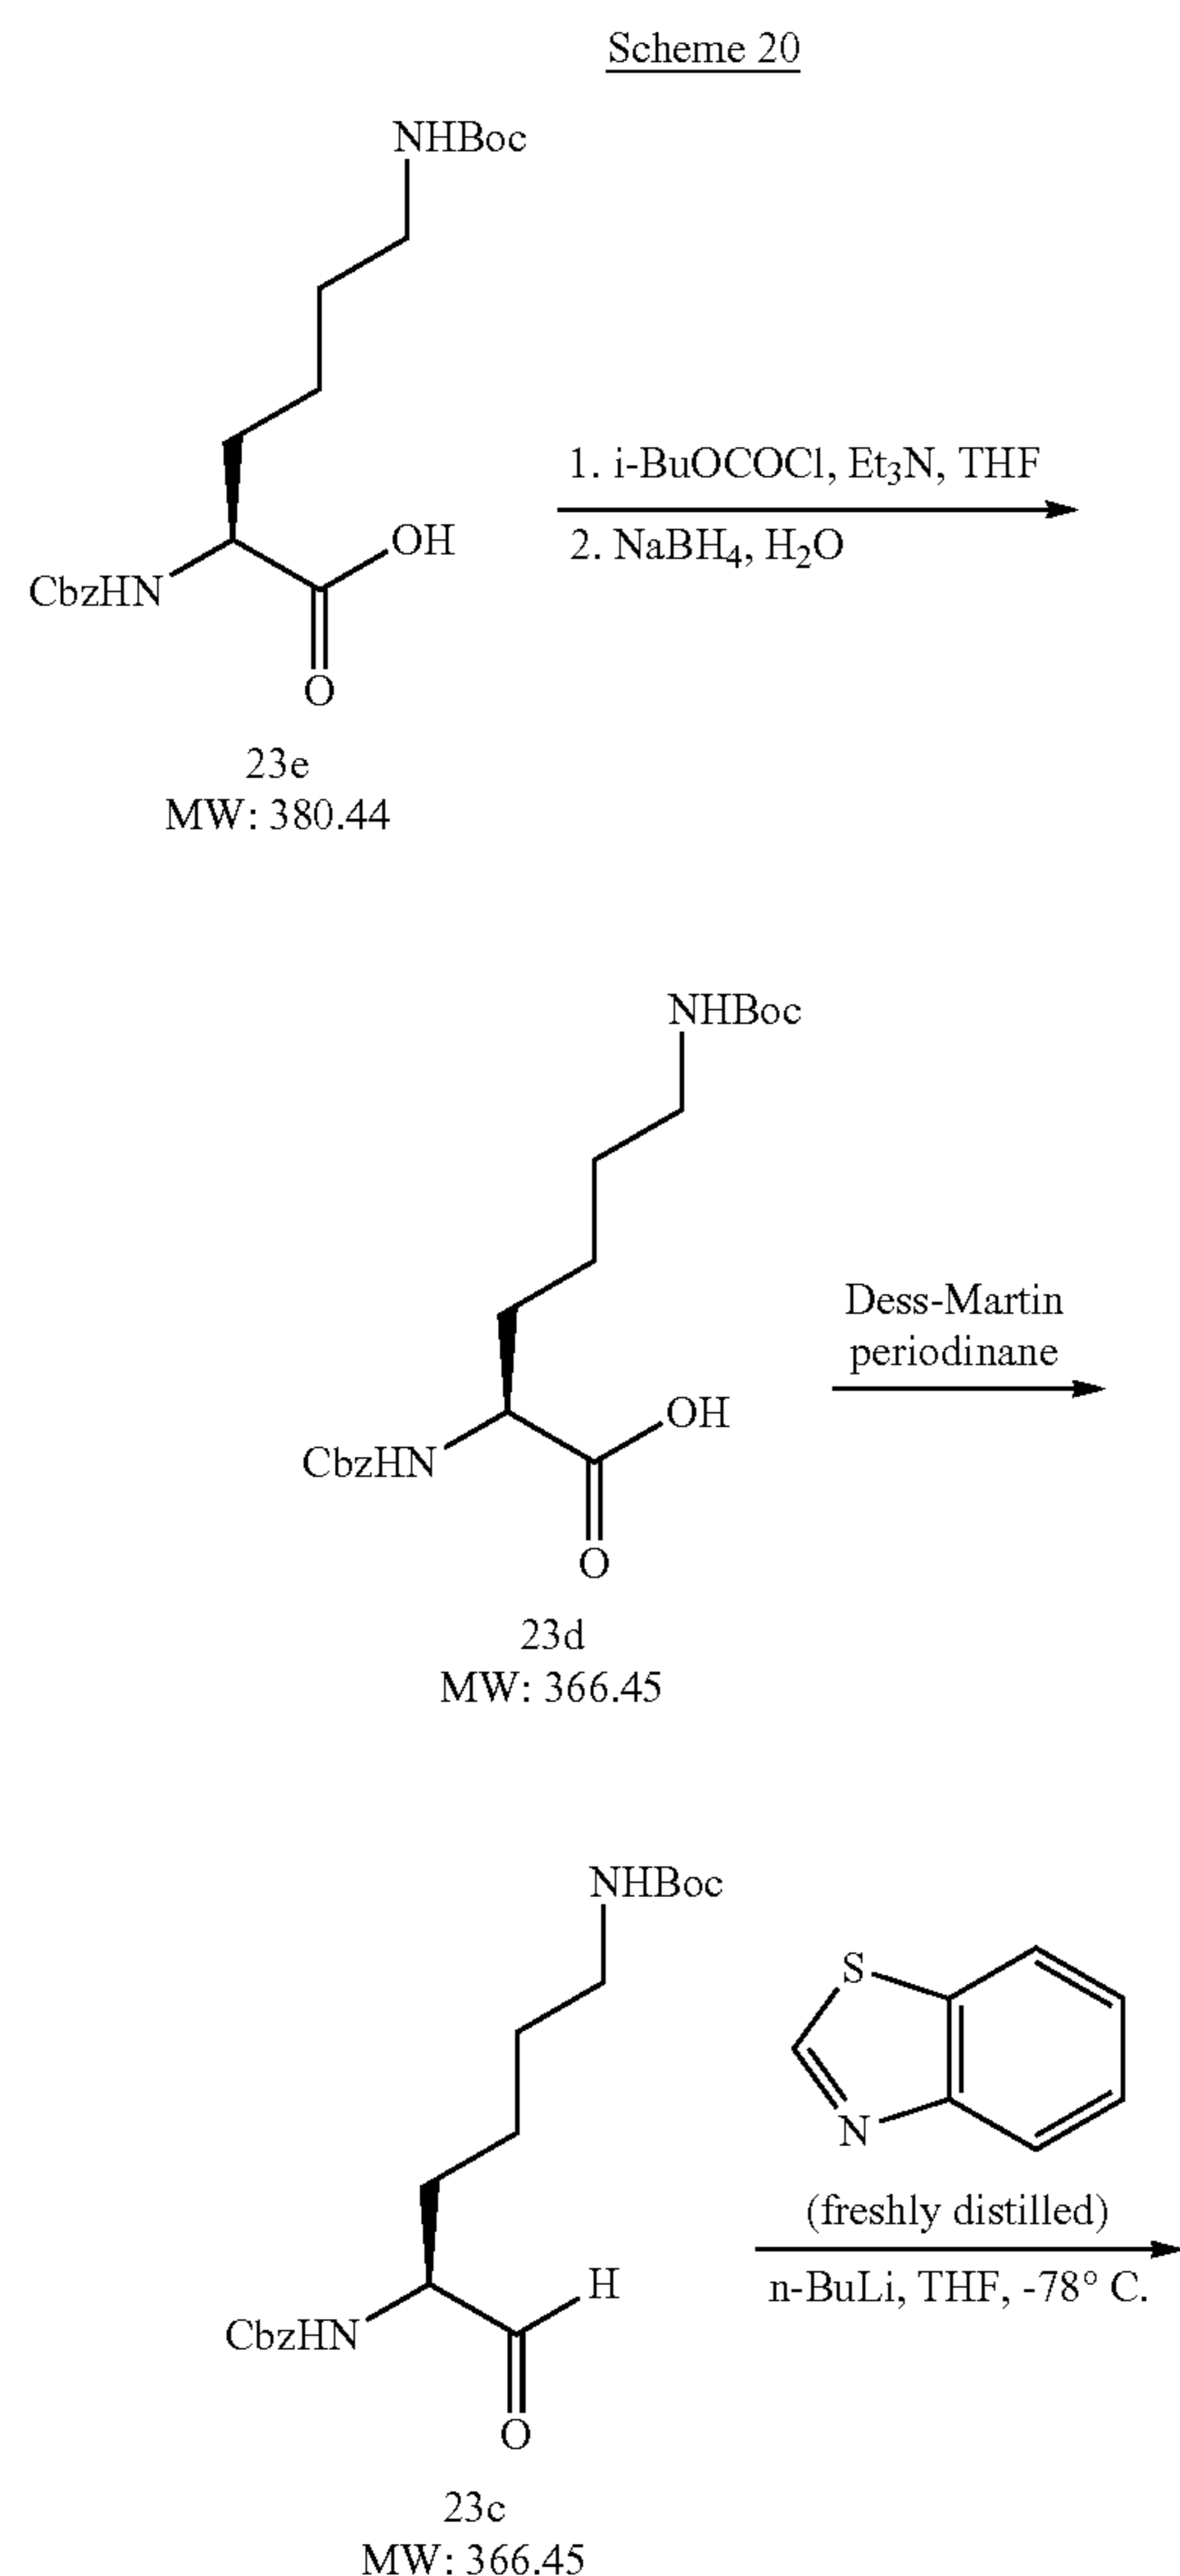 Scheme 20
NHBoc
1. i-BuOCOCl, Et₃N, THF
2. NaBH₄, H₂O
OH
CbzHN
O
23e
MW: 380.44
NHBoc
Dess-Martin
periodinane
OH
CbzHN
O
23d
MW: 366.45
NHBoc
S
N
(freshly distilled)
n-BuLi, THF, -78° C.
H
CbzHN
O
23c
MW: 366.45